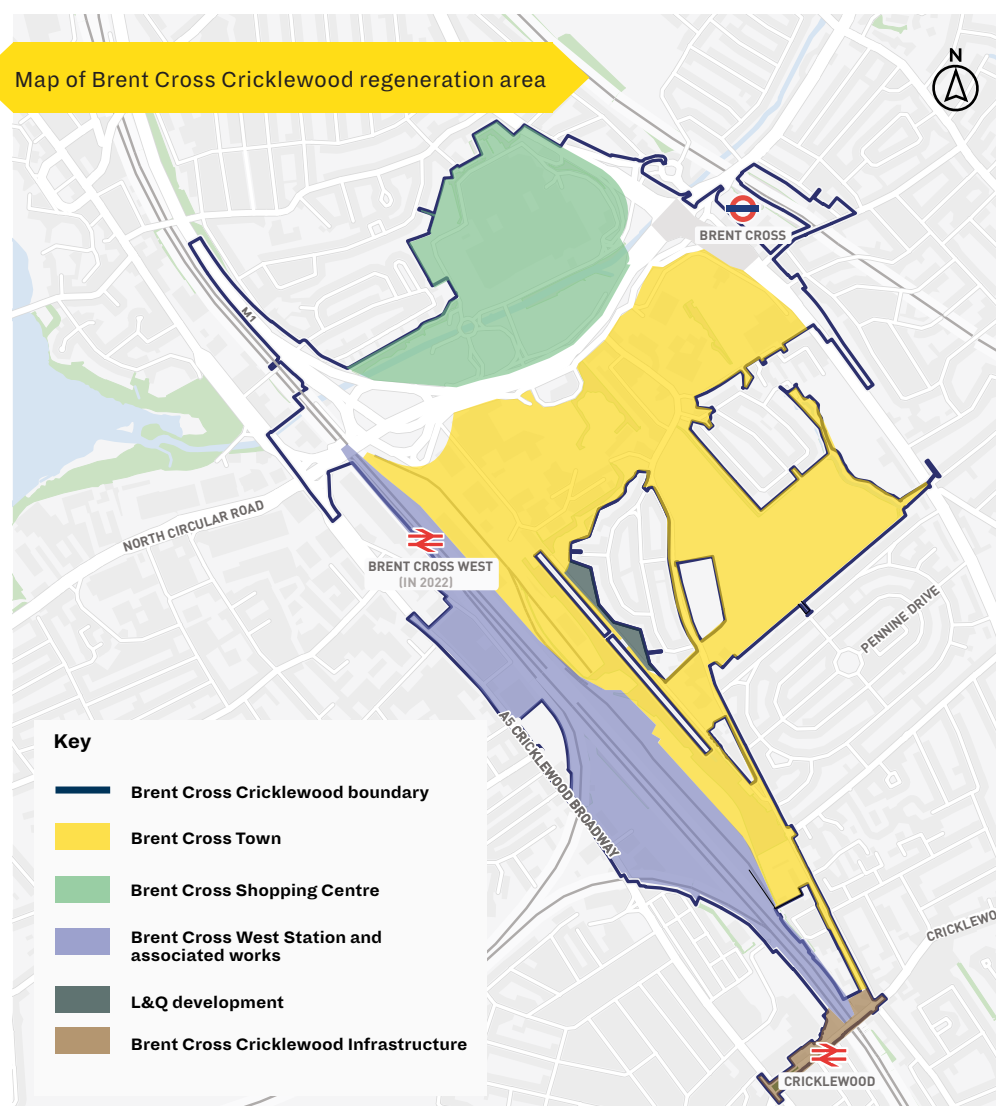 Map of Brent Cross Cricklewood regeneration area
N
BRENT CROSS
M1
NORTH CIRCULAR ROAD
BRENT CROSS WEST
(IN 2022)
PENNINE DRIVE
A5 CRICKLEWOOD BROADWAY
Key
Brent Cross Cricklewood boundary
Brent Cross Town
Brent Cross Shopping Centre
Brent Cross West Station and
associated works
L&Q development
Brent Cross Cricklewood Infrastructure
CRICKLEWO
CRICKLEWOOD